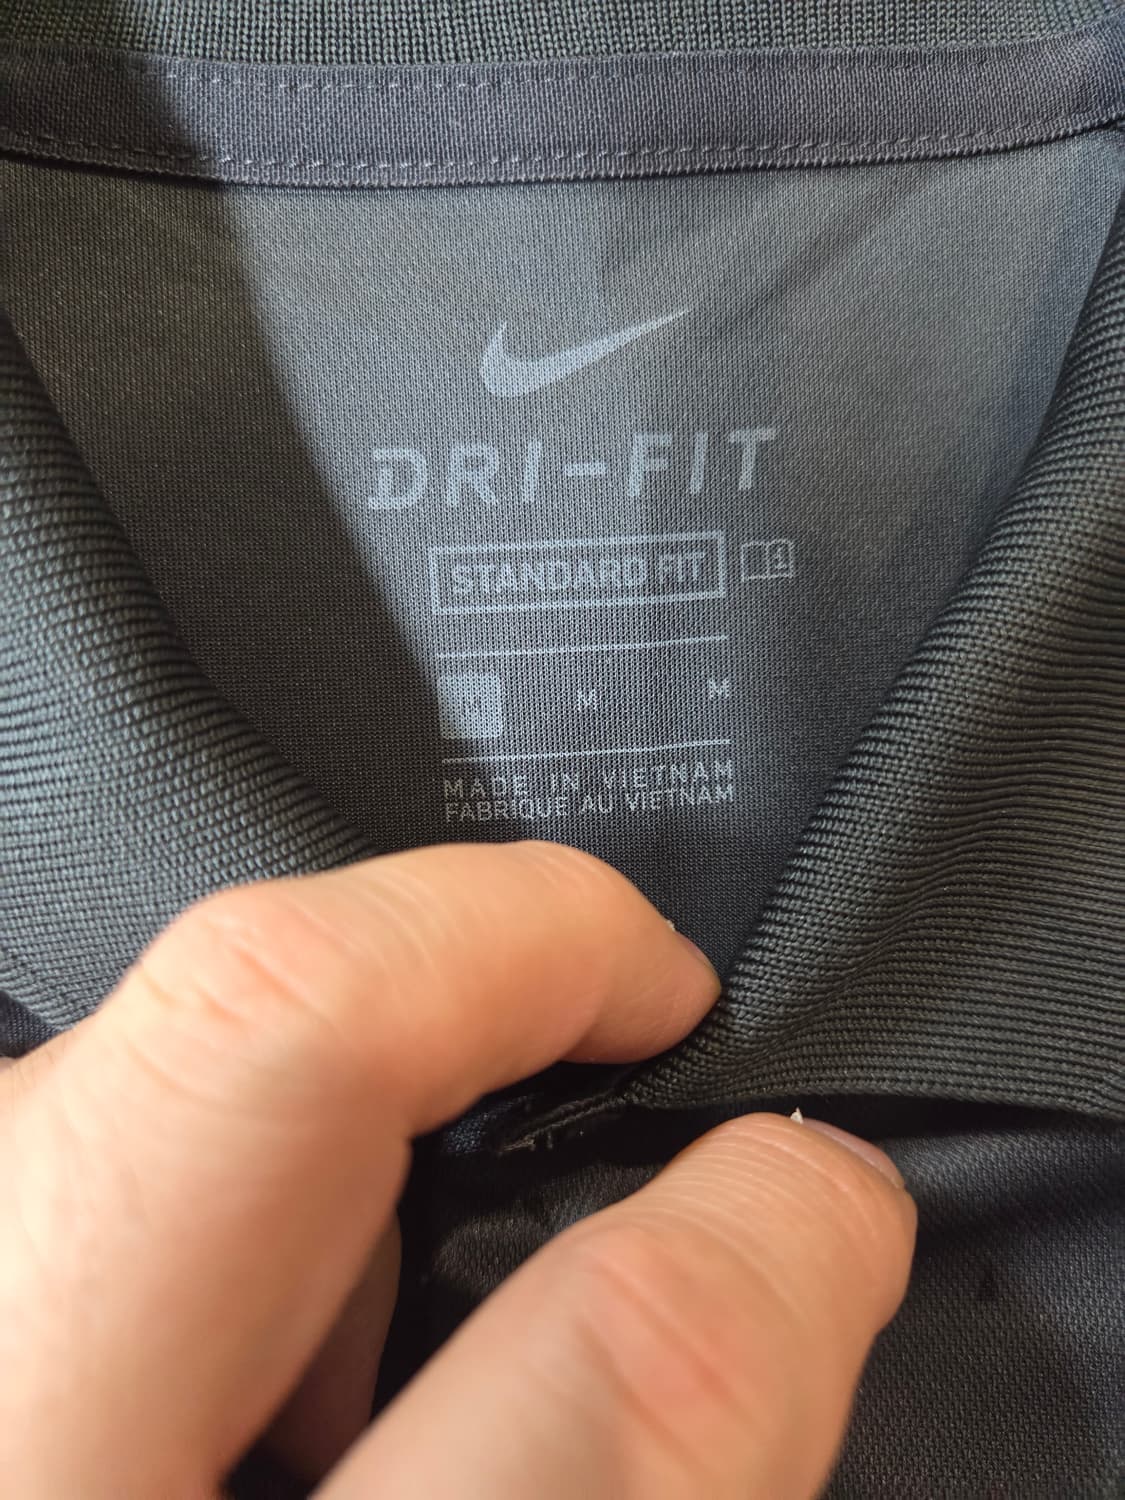 DRI-FIT
STANDARD FIT
M M
MADE IN VIETNAM
FABRIQUE AU VIETNAM